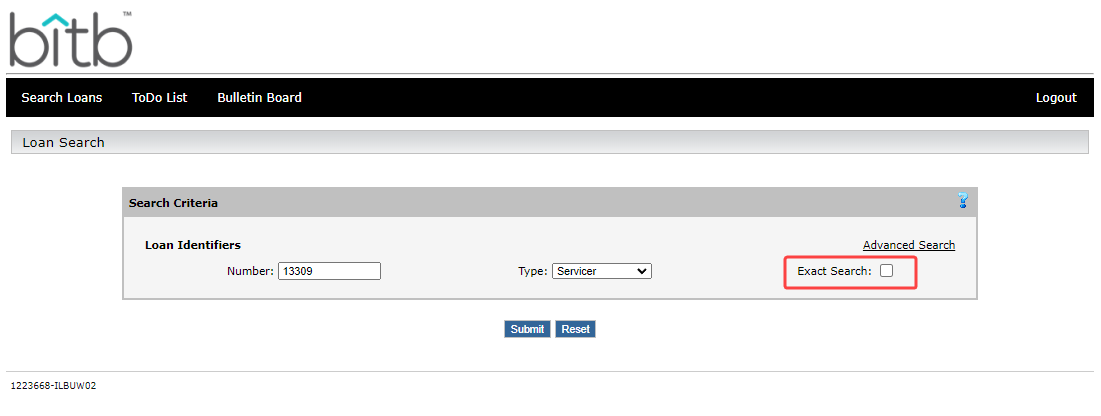 bitb™
Search Loans ToDo List Bulletin Board Logout
Loan Search
Search Criteria ?
Loan Identifiers Advanced Search
Number: 13309 Type: Servicer Exact Search:
Submit Reset
1223668-ILBUW02